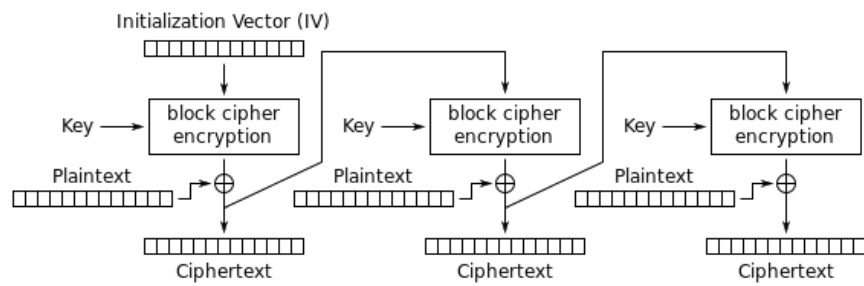 Initialization Vector (IV)
Key
block cipher
encryption
Plaintext
Ciphertext
Key
block cipher
encryption
Plaintext
Ciphertext
Key
block cipher
encryption
Plaintext
Ciphertext